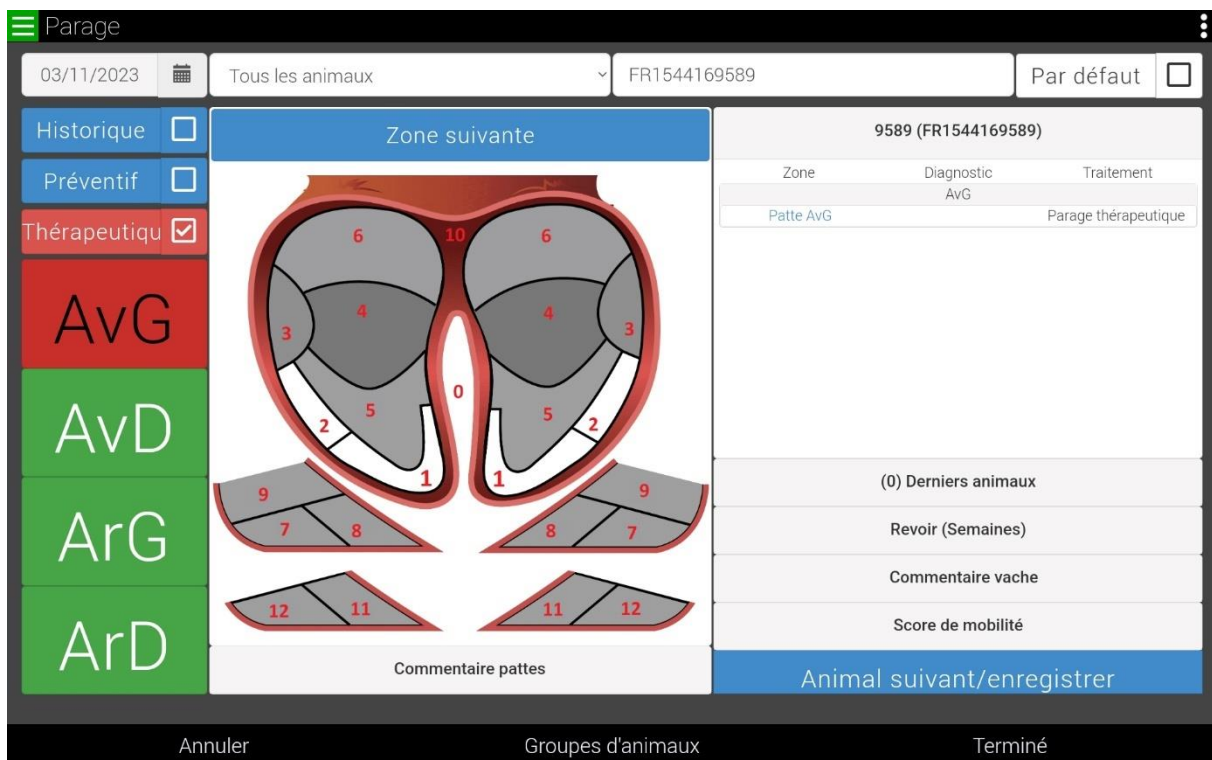 Parage
03/11/2023
Tous les animaux
FR1544169589
Par défaut
Historique
Préventif
Thérapeutiqu
AvG
AvD
ArG
ArD
Zone suivante
6 10 6
4 4
3 3
0
5 5
2 2
1 1
9 9
7 8 8 7
12 11 11 12
Commentaire pattes
9589 (FR1544169589)
Zone Diagnostic Traitement
AvG
Patte AvG Parage thérapeutique
(0) Derniers animaux
Revoir (Semaines)
Commentaire vache
Score de mobilité
Animal suivant/enregistrer
Annuler Groupes d'animaux Terminé